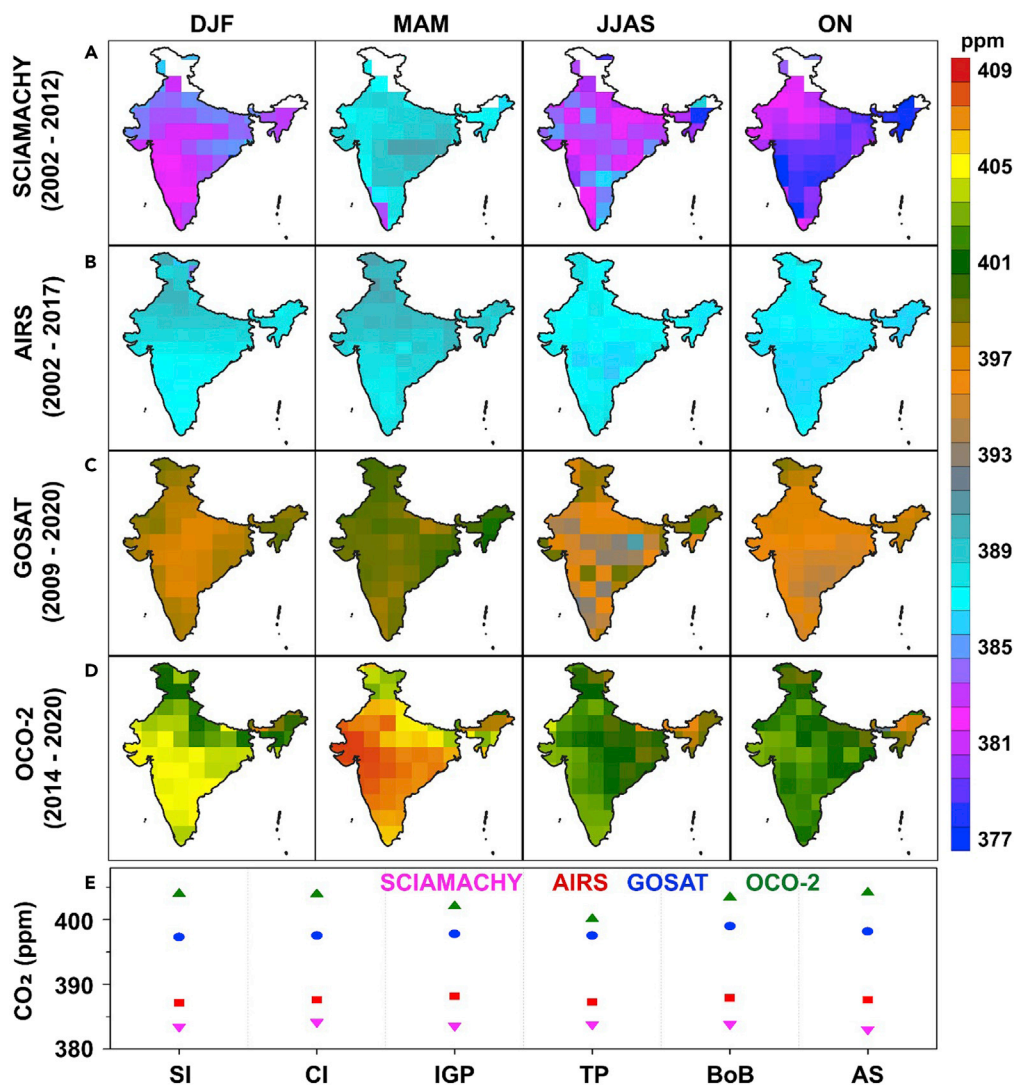 DJF MAM JJAS ON
ppm
A
SCIAMACHY
(2002 - 2012)
B
AIRS
(2002 - 2017)
C
GOSAT
(2009 - 2020)
D
OCO-2
(2014 - 2020)
409
405
401
397
393
389
385
381
377
E
SCIAMACHY AIRS GOSAT OCO-2
CO₂ (ppm)
400
390
380
SI CI IGP TP BoB AS